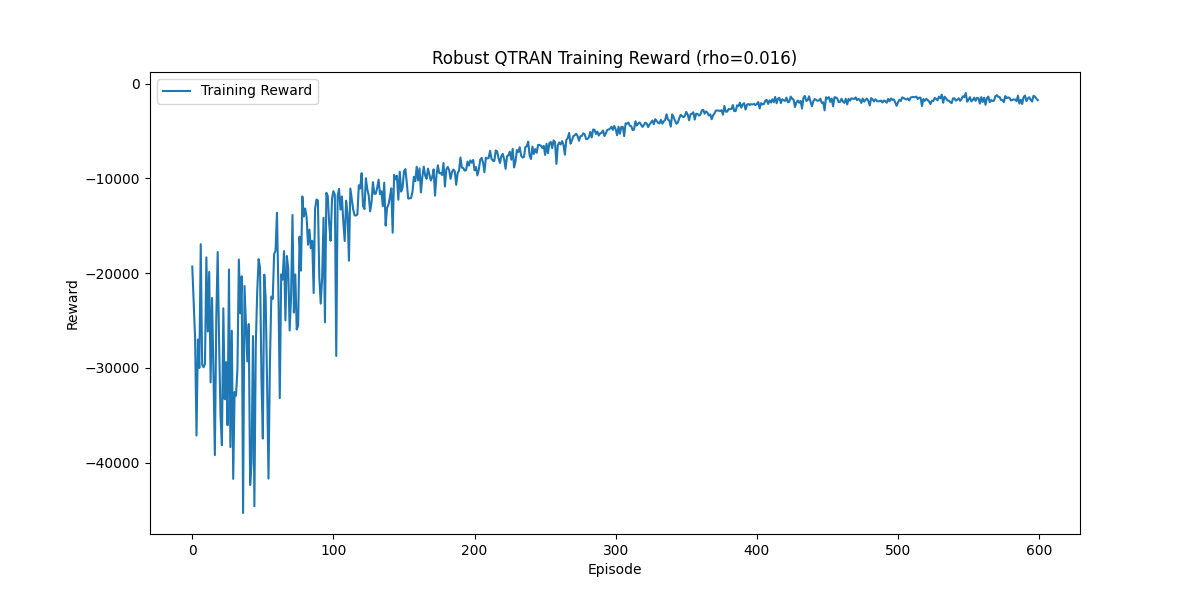 Robust QTRAN Training Reward (rho=0.016)
Training Reward
Reward
0
−10000
−20000
−30000
−40000
0 100 200 300 400 500 600
Episode